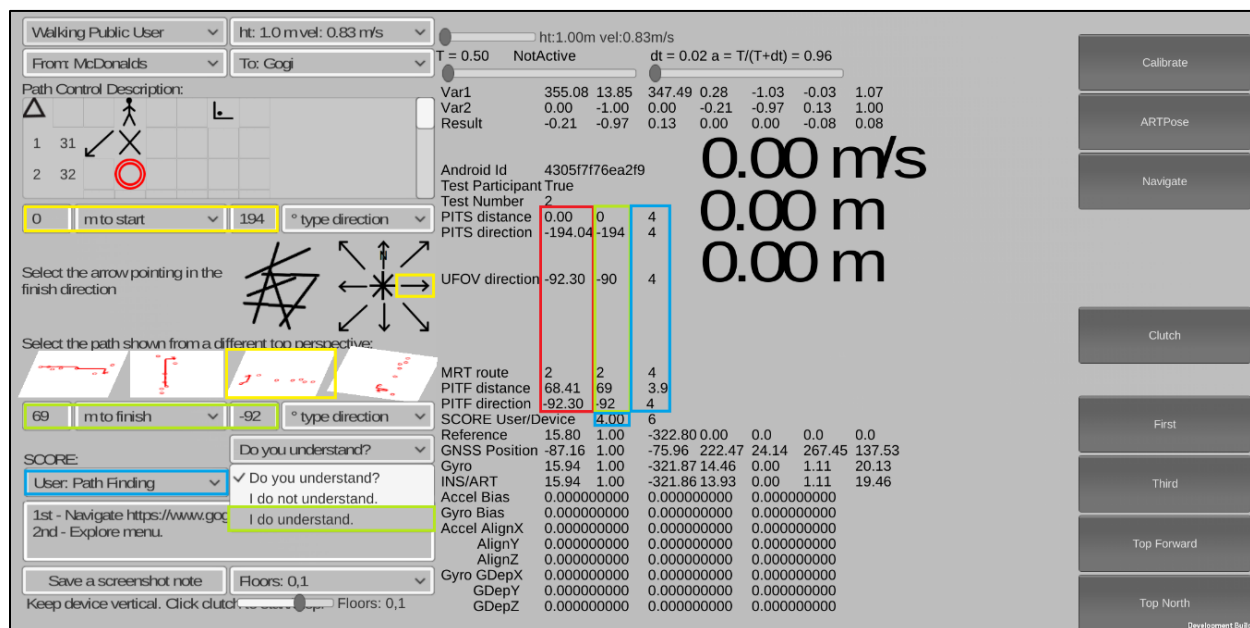 Walking Public User
ht: 1.0 m vel: 0.83 m/s
From: McDonalds
To: Gogi
Path Control Description:
1 31
2 32
0 m to start 194 ° type direction
Select the arrow pointing in the
finish direction
N
Select the path shown from a different top perspective:
69 m to finish -92 ° type direction
Do you understand?
SCORE:
User: Path Finding
✓ Do you understand?
I do not understand.
I do understand.
1st - Navigate https://www.gog
2nd - Explore menu.
Save a screenshot note
Floors: 0,1
Keep device vertical. Click clutch
Floors: 0,1
ht:1.00m vel:0.83m/s
T = 0.50 NotActive dt = 0.02 a = T/(T+dt) = 0.96
Var1 355.08 13.85 347.49 0.28 -1.03 -0.03 1.07
Var2 0.00 -1.00 0.00 -0.21 -0.97 0.13 1.00
Result -0.21 -0.97 0.13 0.00 0.00 -0.08 0.08
0.00 m/s
0.00 m
0.00 m
Android Id 4305f7f76ea2f9
Test Participant True
Test Number 2
PITS distance 0.00 0 4
PITS direction -194.04 -194 4
UFOV direction -92.30 -90 4
MRT route 2 2 4
PITF distance 68.41 69 3.9
PITF direction -92.30 -92 4
SCORE User/Device 4.00 6
Reference 15.80 1.00 -322.80 0.00 0.0 0.0 0.0
GNSS Position -87.16 1.00 -75.96 222.47 24.14 267.45 137.53
Gyro 15.94 1.00 -321.87 14.46 0.00 1.11 20.13
INS/ART 15.94 1.00 -321.86 13.93 0.00 1.11 19.46
Accel Bias 0.000000000 0.000000000 0.000000000
Gyro Bias 0.000000000 0.000000000 0.000000000
Accel AlignX 0.000000000 0.000000000 0.000000000
AlignY 0.000000000 0.000000000 0.000000000
AlignZ 0.000000000 0.000000000 0.000000000
Gyro GDepX 0.000000000 0.000000000 0.000000000
GDepY 0.000000000 0.000000000 0.000000000
GDepZ 0.000000000 0.000000000 0.000000000
Calibrate
ARTPose
Navigate
Clutch
First
Third
Top Forward
Top North
Development Build